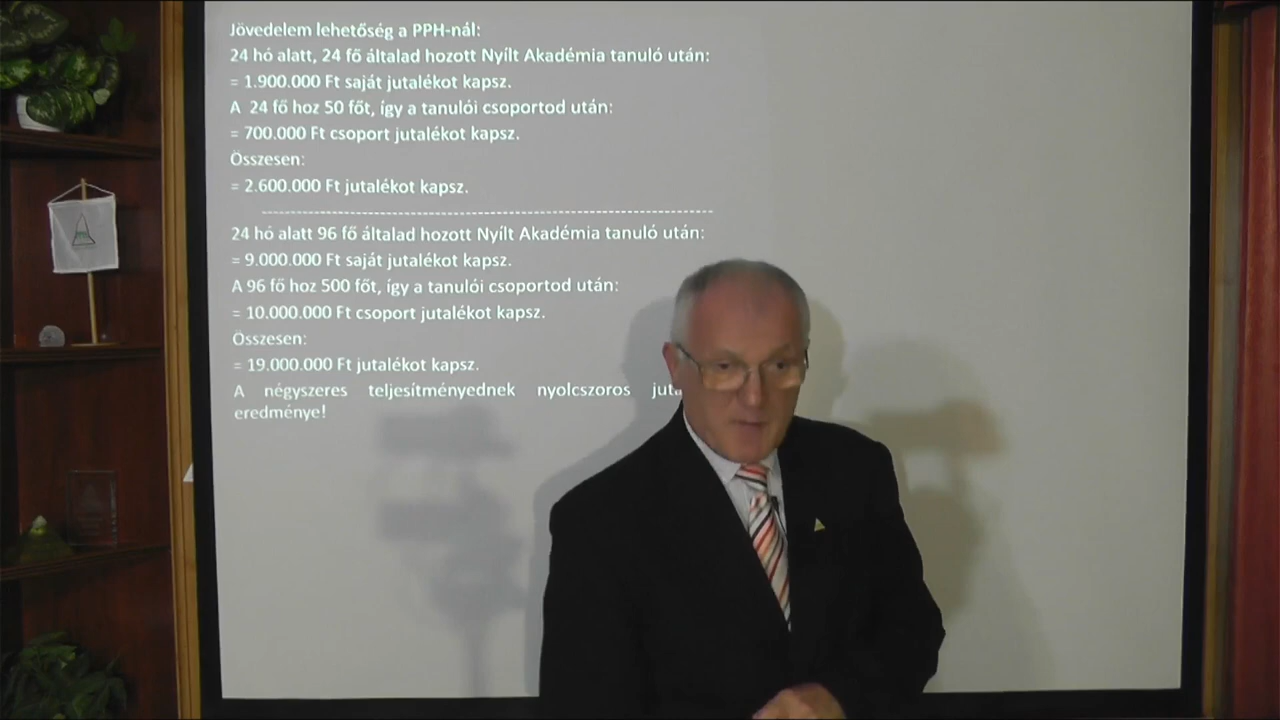 Jövedelem lehetőség a PPH-nál:
24 hó alatt, 24 fő általad hozott Nyílt Akadémia tanuló után:
= 1.900.000 Ft saját jutalékot kapsz.
A 24 fő hoz 50 főt, így a tanulói csoportod után:
= 700.000 Ft csoport jutalékot kapsz.
Összesen:
= 2.600.000 Ft jutalékot kapsz.
24 hó alatt 96 fő általad hozott Nyílt Akadémia tanuló után:
= 9.000.000 Ft saját jutalékot kapsz.
A 96 fő hoz 500 főt, így a tanulói csoportod után:
= 10.000.000 Ft csoport jutalékot kapsz.
Összesen:
= 19.000.000 Ft jutalékot kapsz.
A négyszeres teljesítményednek nyolcszoros
eredménye!